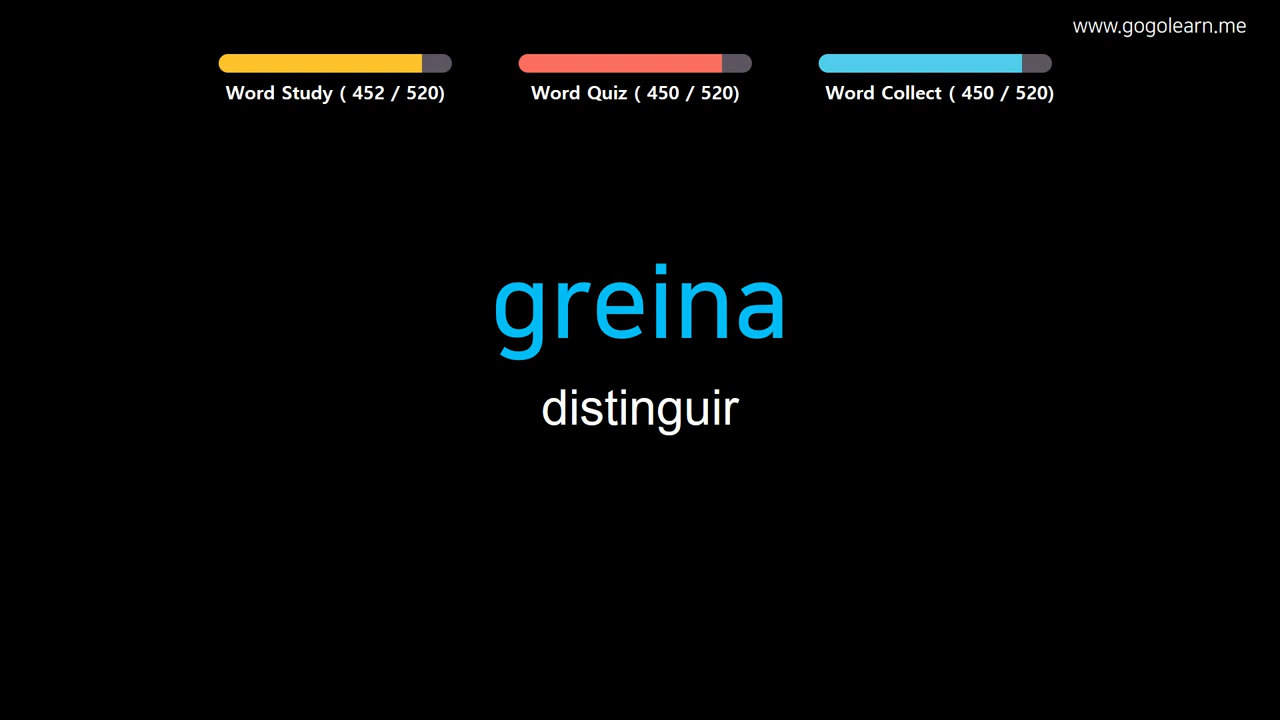 www.gogolearn.me
Word Study ( 452 / 520)
Word Quiz ( 450 / 520)
Word Collect ( 450 / 520)
greina
distinguir